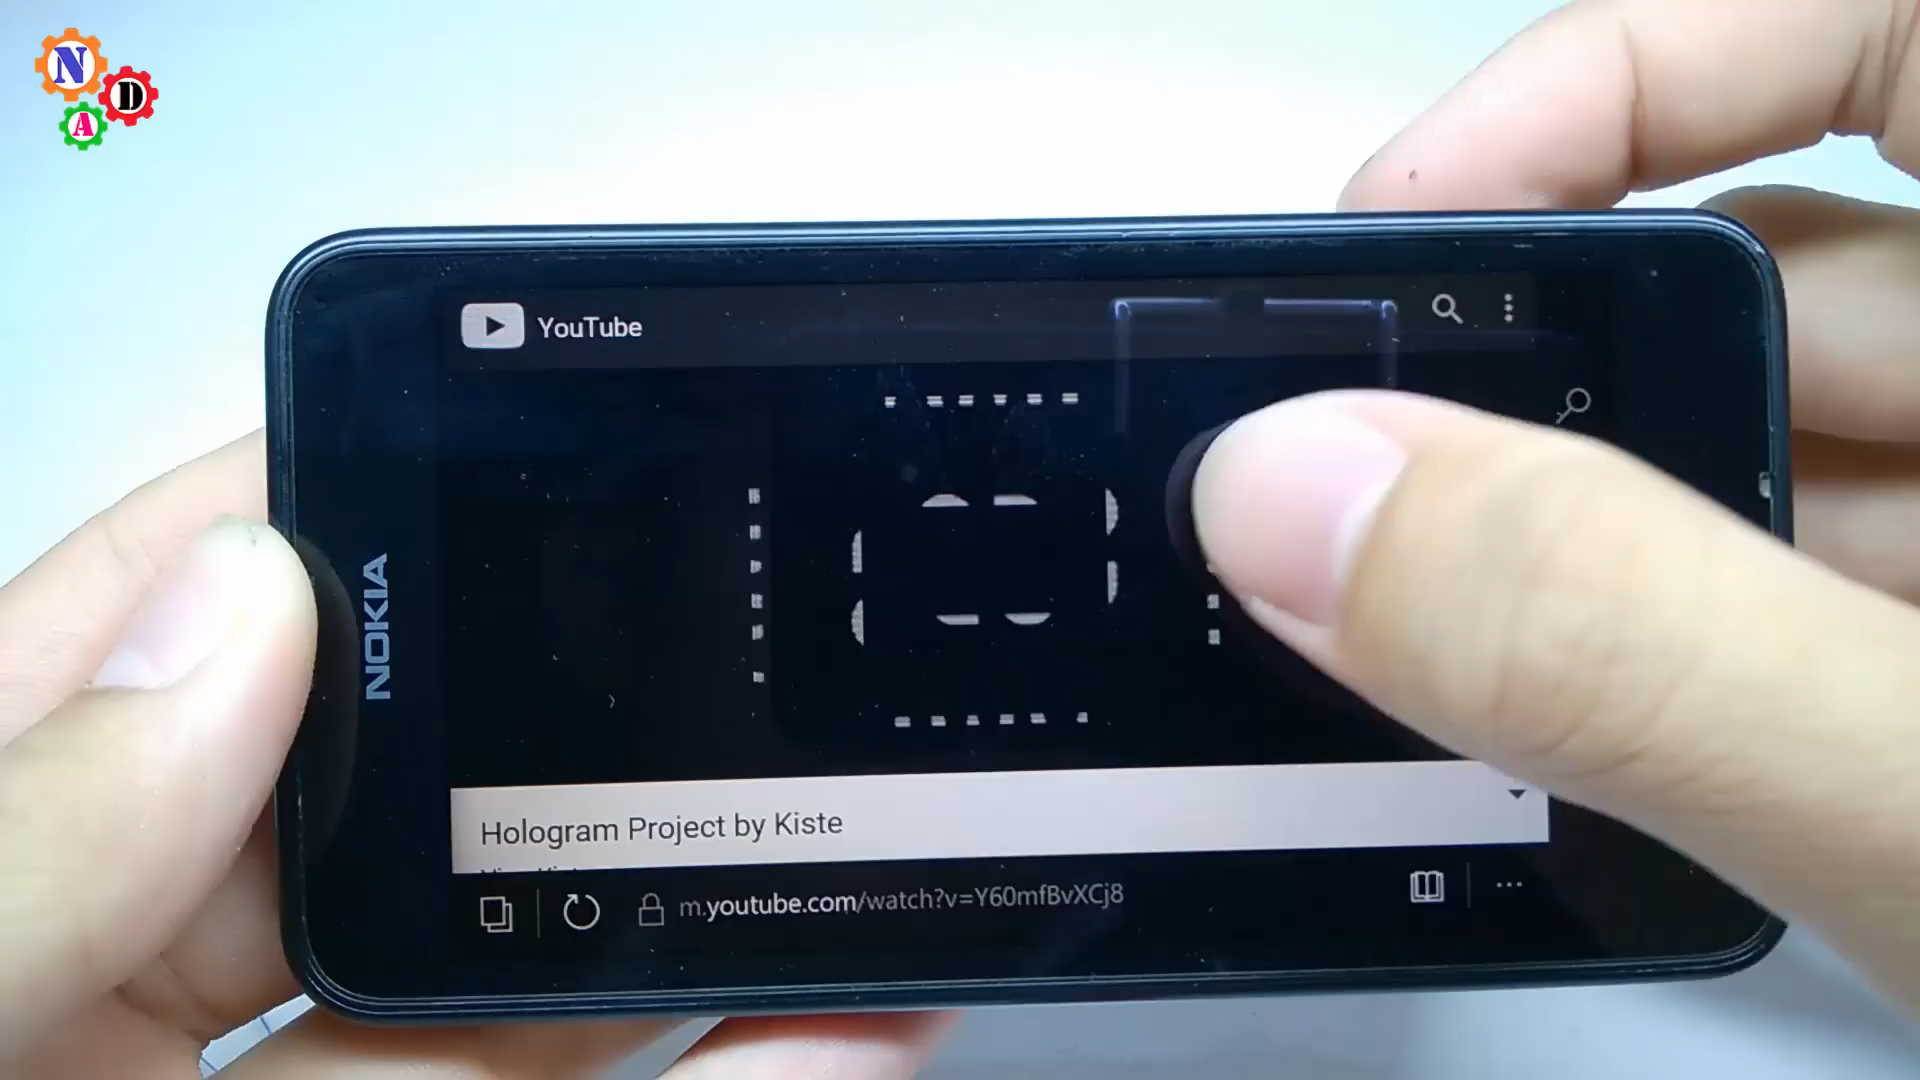 N
D
A
YouTube
NOKIA
Hologram Project by Kiste
m.youtube.com/watch?v=Y60mfBvXCj8